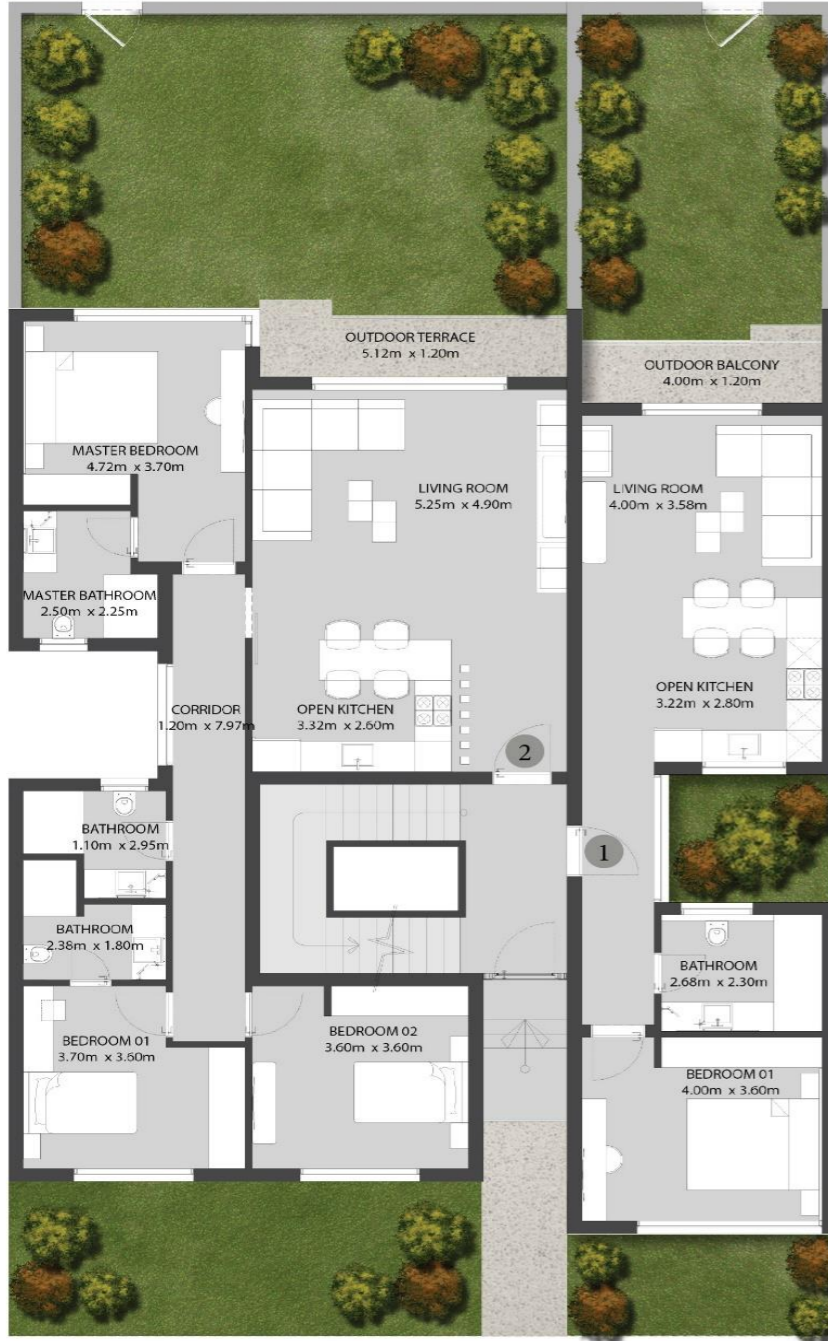 OUTDOOR TERRACE
5.12m x 1.20m
OUTDOOR BALCONY
4.00m x 1.20m
MASTER BEDROOM
4.72m x 3.70m
LIVING ROOM
5.25m x 4.90m
LIVING ROOM
4.00m x 3.58m
MASTER BATHROOM
2.50m x 2.25m
CORRIDOR
1.20m x 7.97m
OPEN KITCHEN
3.32m x 2.60m
OPEN KITCHEN
3.22m x 2.80m
2
1
BATHROOM
1.10m x 2.95m
BATHROOM
2.38m x 1.80m
BATHROOM
2.68m x 2.30m
BEDROOM 01
3.70m x 3.60m
BEDROOM 02
3.60m x 3.60m
BEDROOM 01
4.00m x 3.60m